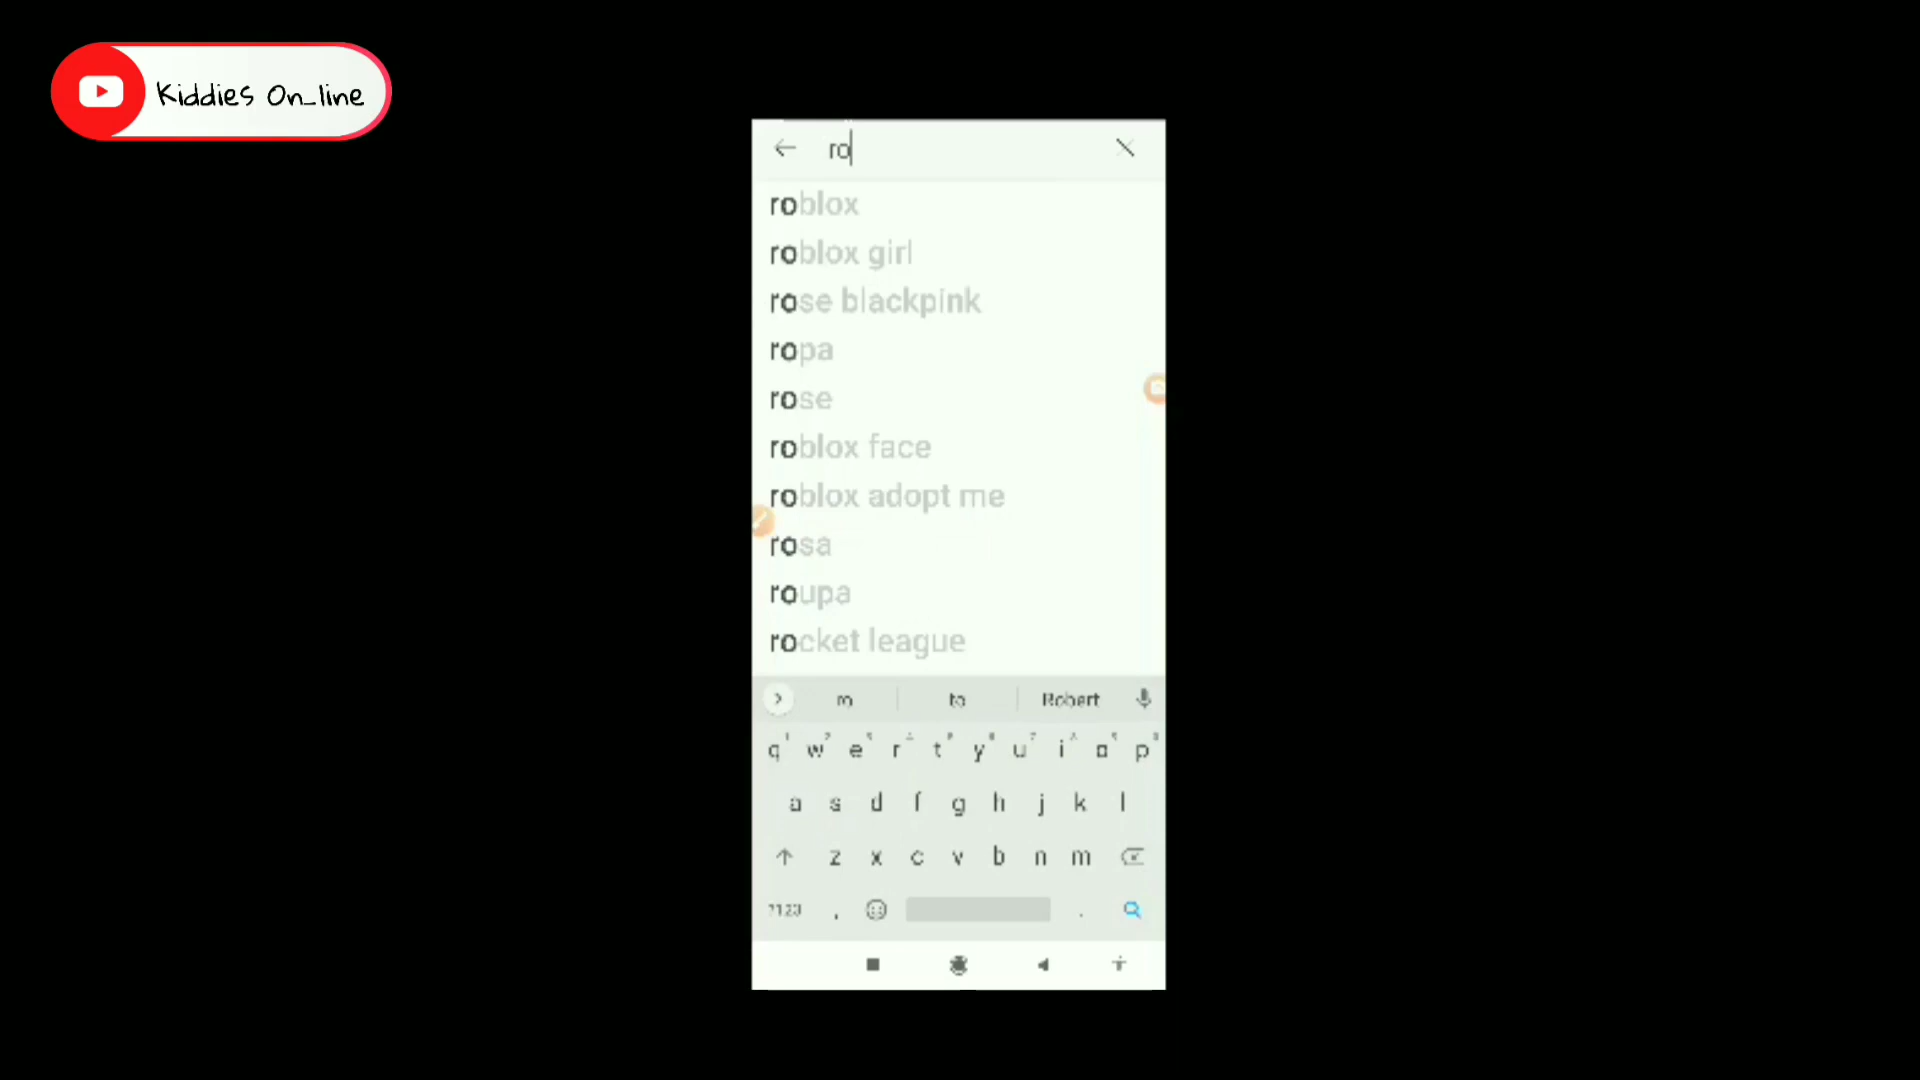 Kiddies On_line
ro
roblox
roblox girl
rose blackpink
ropa
rose
roblox face
roblox adopt me
rosa
roupa
rocket league
ro to Robert
q w e r t y u i o p
a s d f g h j k l
z x c v b n m
?123 , .